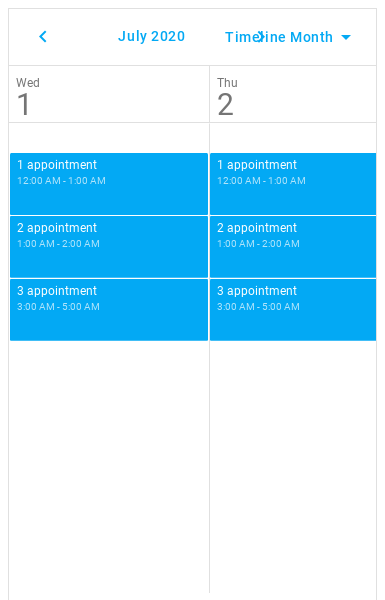 July 2020
Timeline Month
Wed
1
Thu
2
1 appointment
12:00 AM - 1:00 AM
2 appointment
1:00 AM - 2:00 AM
3 appointment
3:00 AM - 5:00 AM
1 appointment
12:00 AM - 1:00 AM
2 appointment
1:00 AM - 2:00 AM
3 appointment
3:00 AM - 5:00 AM